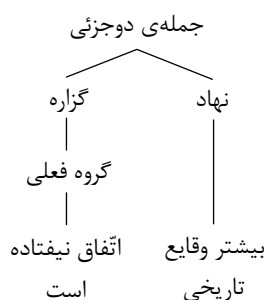 جمله‌ی دوجزئی
نهاد
گزاره
گروه فعلی
بیشتر وقایع
تاریخی
اتّفاق نیفتاده
است